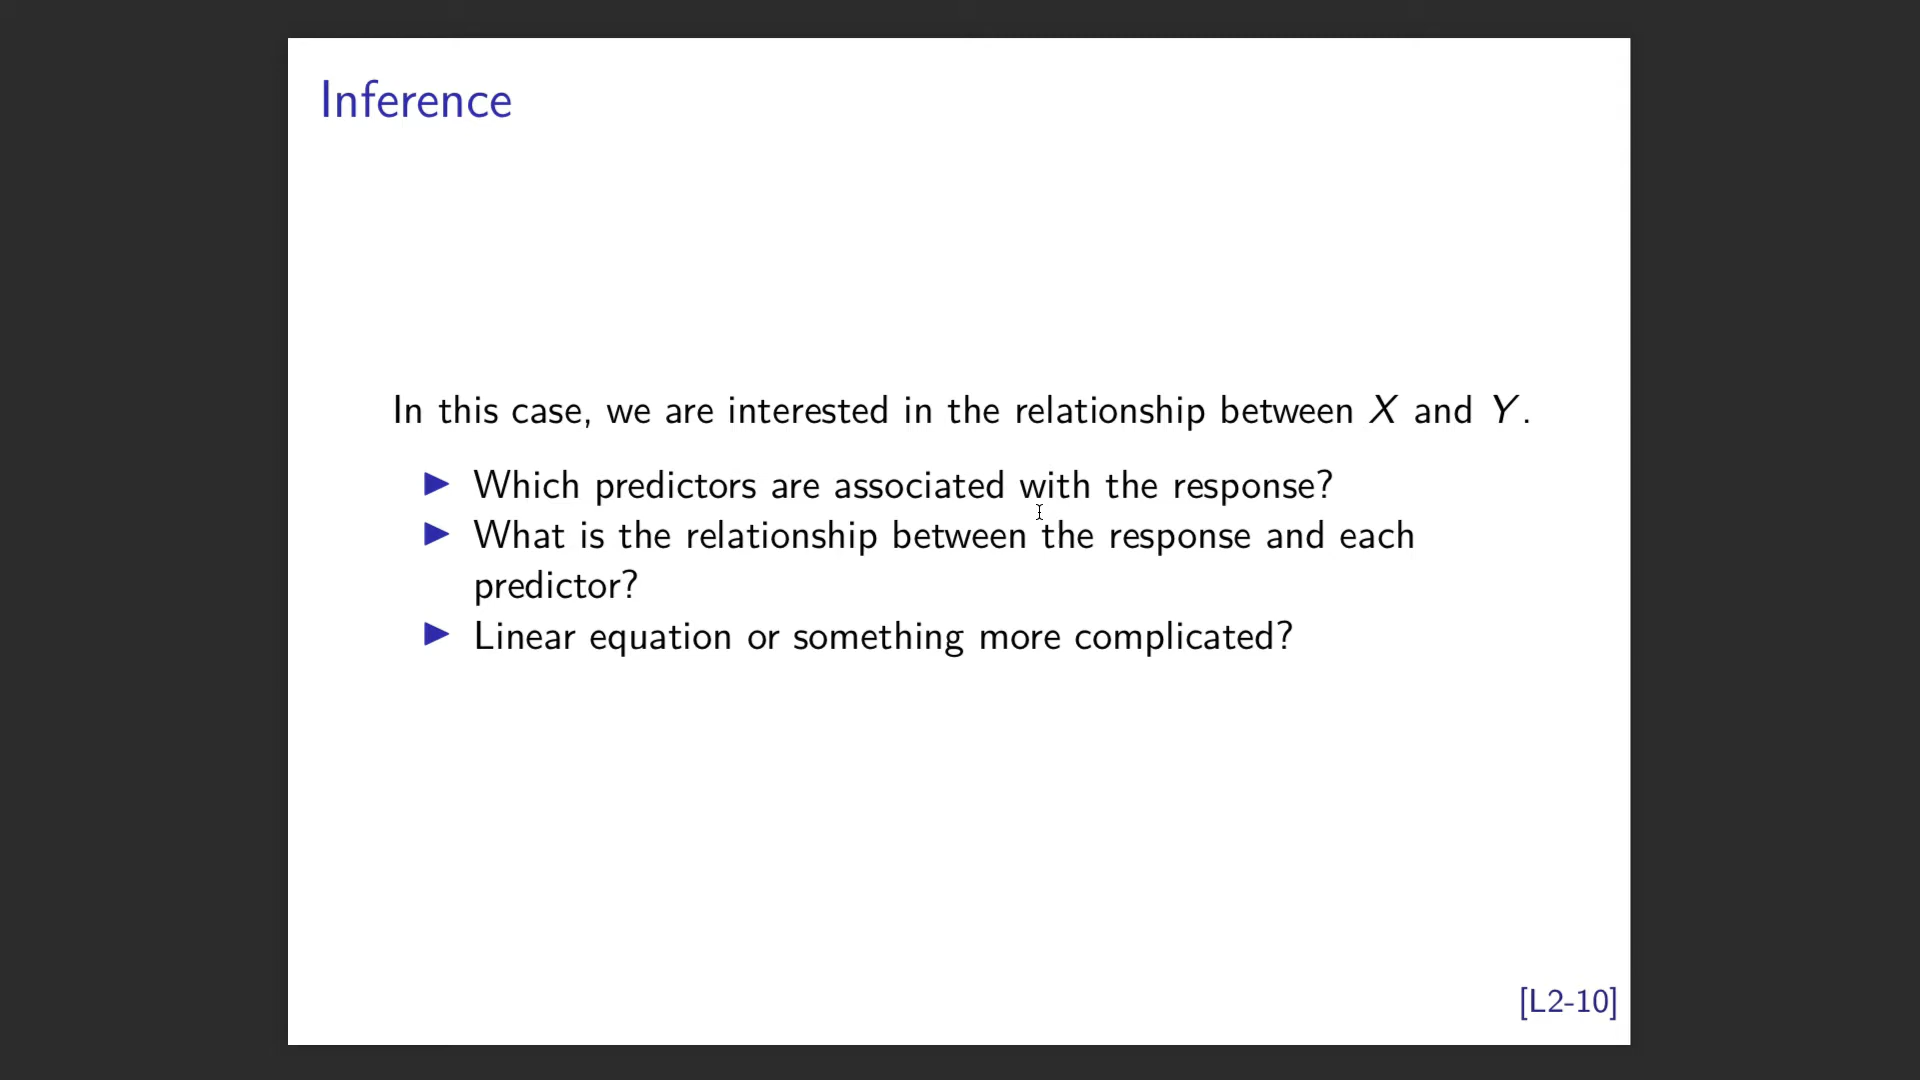 Inference
In this case, we are interested in the relationship between X and Y.
▶ Which predictors are associated with the response?
▶ What is the relationship between the response and each
predictor?
▶ Linear equation or something more complicated?
[L2-10]